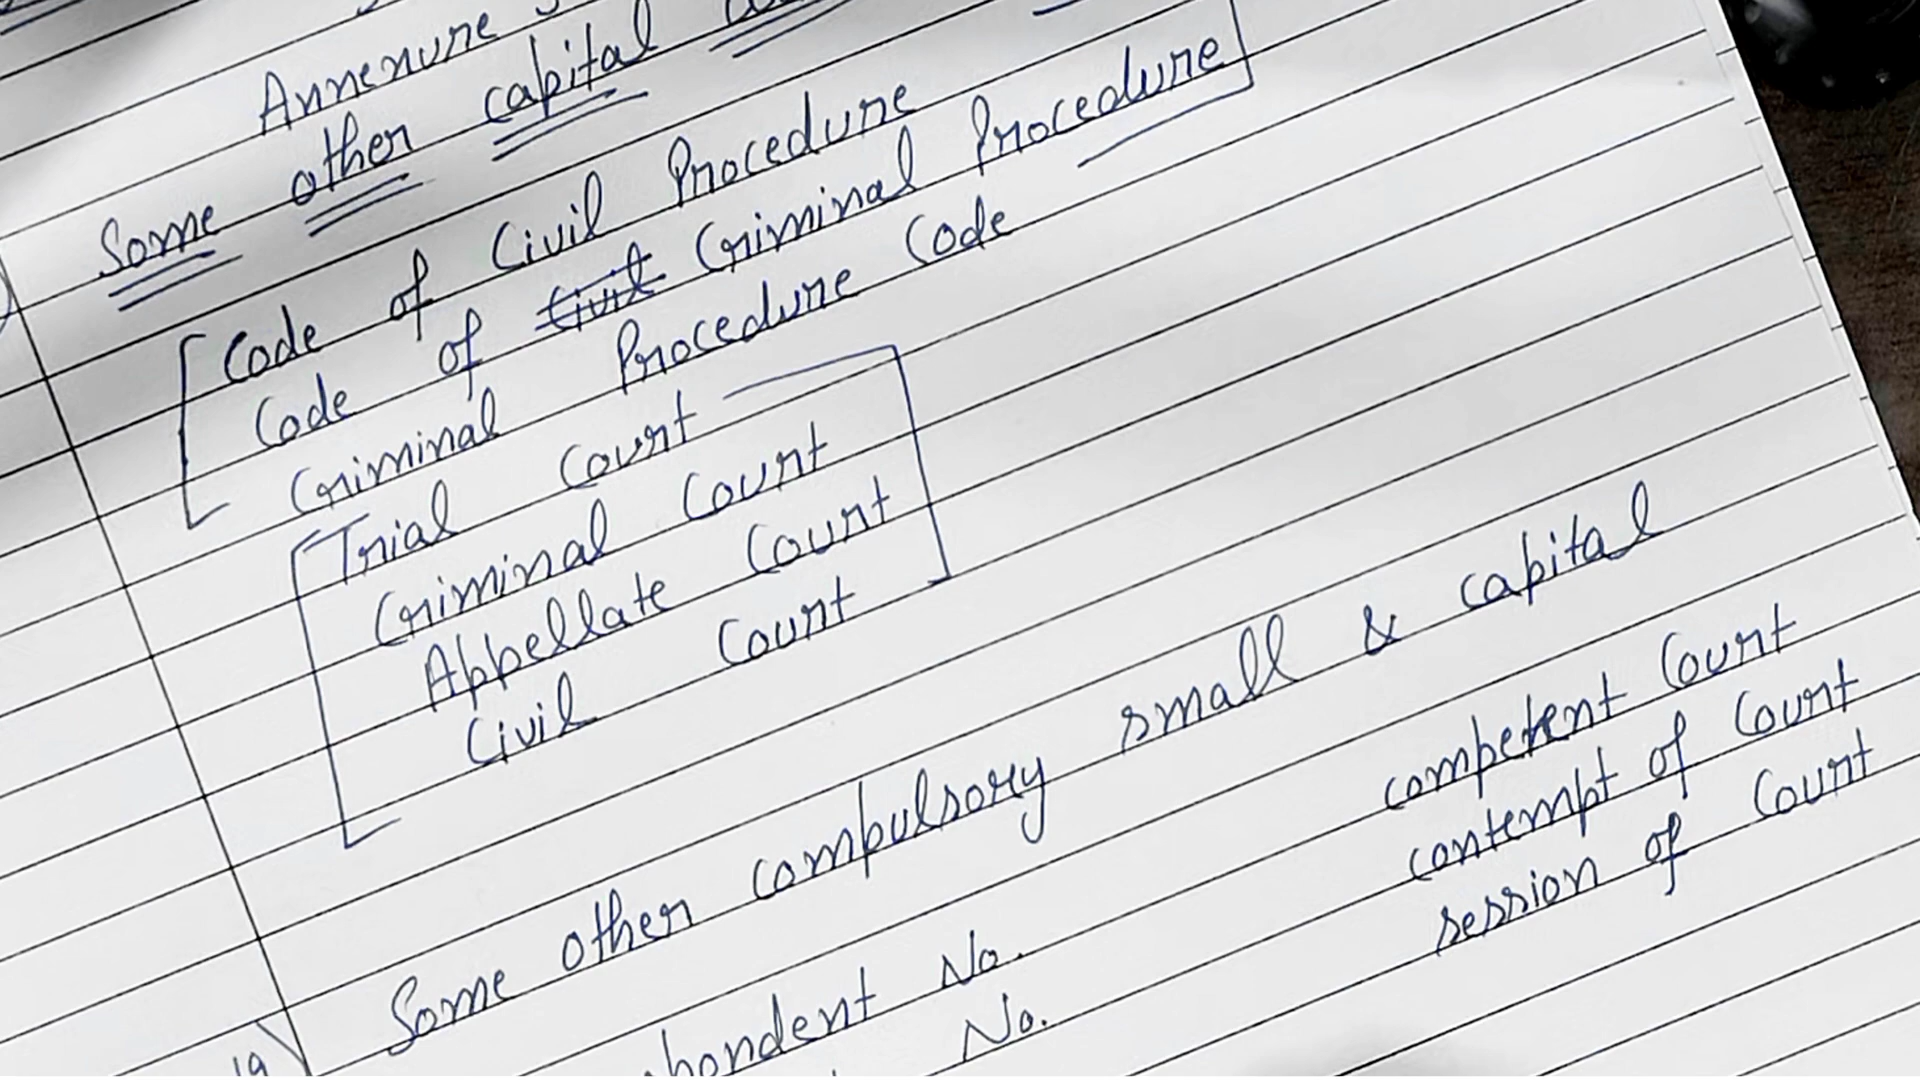 Annexure
Some other capital
Code of Civil Procedure
Code of Civil Criminal Procedure
Criminal Procedure Code
Trial Court
Criminal Court
Appellate Court
Civil Court
Some other compulsory small & capital
competent Court
contempt of Court
session of Court
pondent No.
No.
19